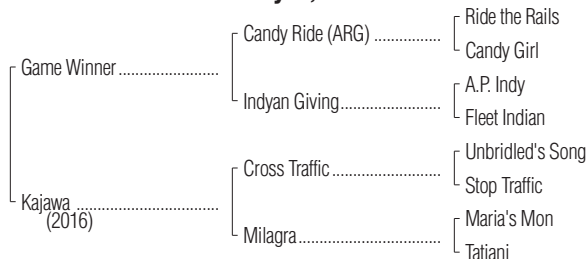 Ride the Rails
Candy Ride (ARG) ..................
Candy Girl
Game Winner ...........................
A.P. Indy
Indyan Giving...........................
Fleet Indian
Unbridled's Song
Cross Traffic .............................
Stop Traffic
Kajawa ......................................
(2016)
Maria's Mon
Milagra......................................
Tatiani